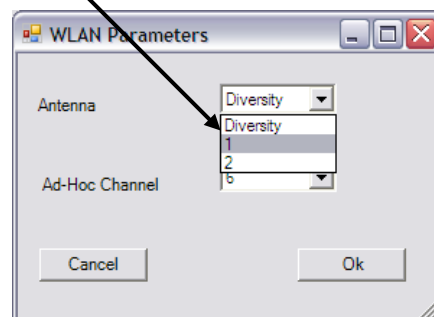 WLAN Parameters
Antenna
Diversity
Diversity
1
2
Ad-Hoc Channel
6
Cancel
Ok